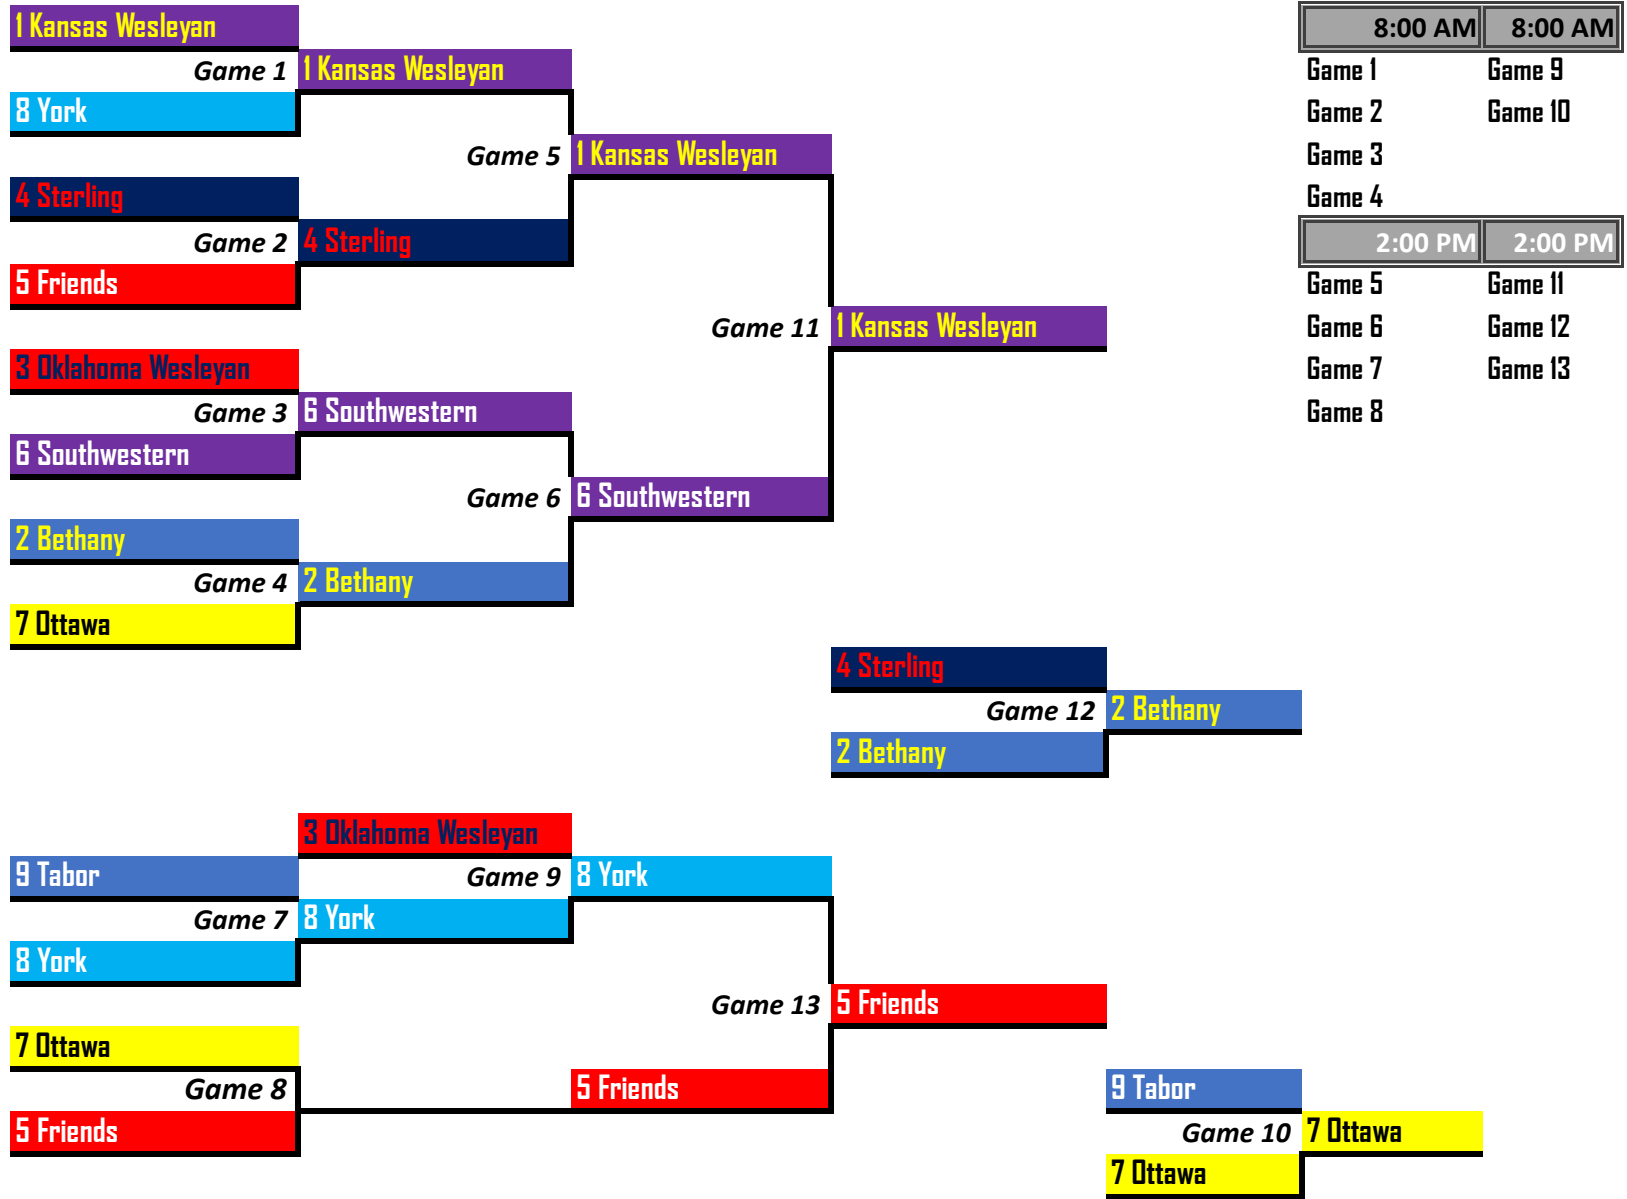 1 Kansas Wesleyan
8:00 AM 8:00 AM
Game 1 1 Kansas Wesleyan
Game 1 Game 9
8 York
Game 2 Game 10
Game 5 1 Kansas Wesleyan
Game 3
4 Sterling
Game 4
Game 2 4 Sterling
2:00 PM 2:00 PM
5 Friends
Game 5 Game 11
Game 11 1 Kansas Wesleyan
Game 6 Game 12
3 Oklahoma Wesleyan
Game 7 Game 13
Game 3 6 Southwestern
Game 8
6 Southwestern
Game 6 6 Southwestern
2 Bethany
Game 4 2 Bethany
7 Ottawa
4 Sterling
Game 12 2 Bethany
2 Bethany
3 Oklahoma Wesleyan
9 Tabor
Game 9 8 York
Game 7 8 York
8 York
Game 13 5 Friends
7 Ottawa
Game 8
5 Friends
9 Tabor
5 Friends
Game 10 7 Ottawa
7 Ottawa